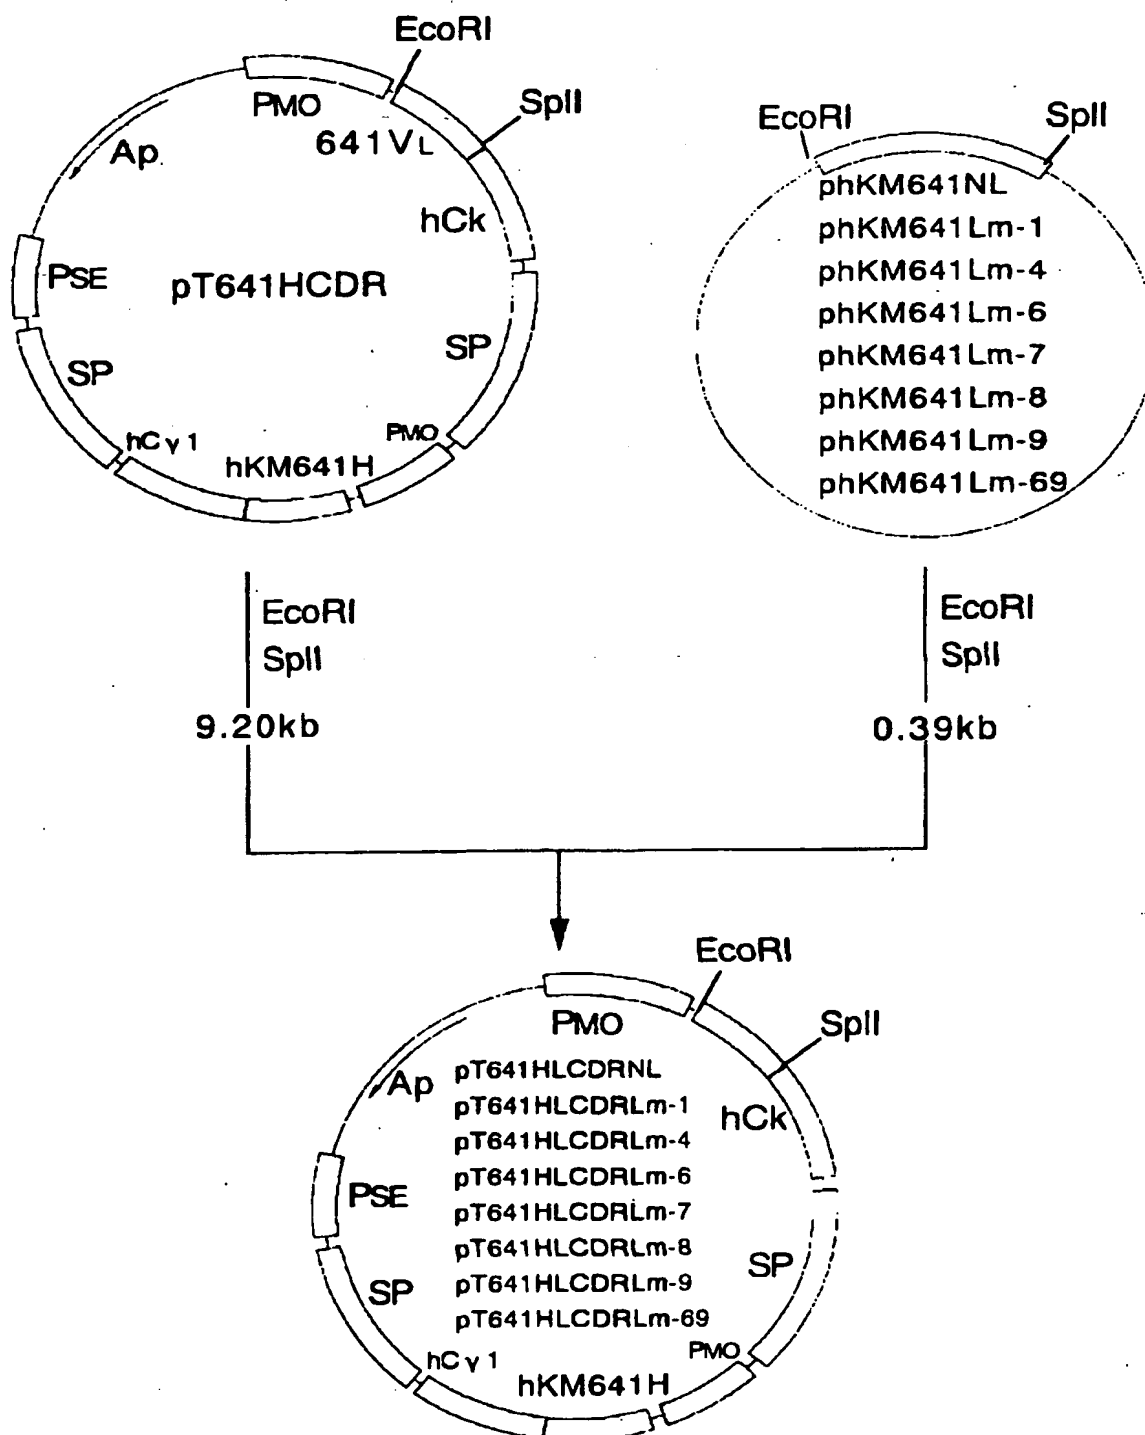 EcoRI
SplI
PMO
641VL
Ap
hCk
PSE
pT641HCDR
SP
SP
PMO
hCγ1
hKM641H
EcoRI
SplI
phKM641NL
phKM641Lm-1
phKM641Lm-4
phKM641Lm-6
phKM641Lm-7
phKM641Lm-8
phKM641Lm-9
phKM641Lm-69
EcoRI
SplI
9.20kb
EcoRI
SplI
0.39kb
EcoRI
SplI
PMO
Ap
hCk
pT641HLCDRNL
pT641HLCDRLm-1
pT641HLCDRLm-4
pT641HLCDRLm-6
pT641HLCDRLm-7
pT641HLCDRLm-8
pT641HLCDRLm-9
pT641HLCDRLm-69
PSE
SP
SP
PMO
hCγ1
hKM641H